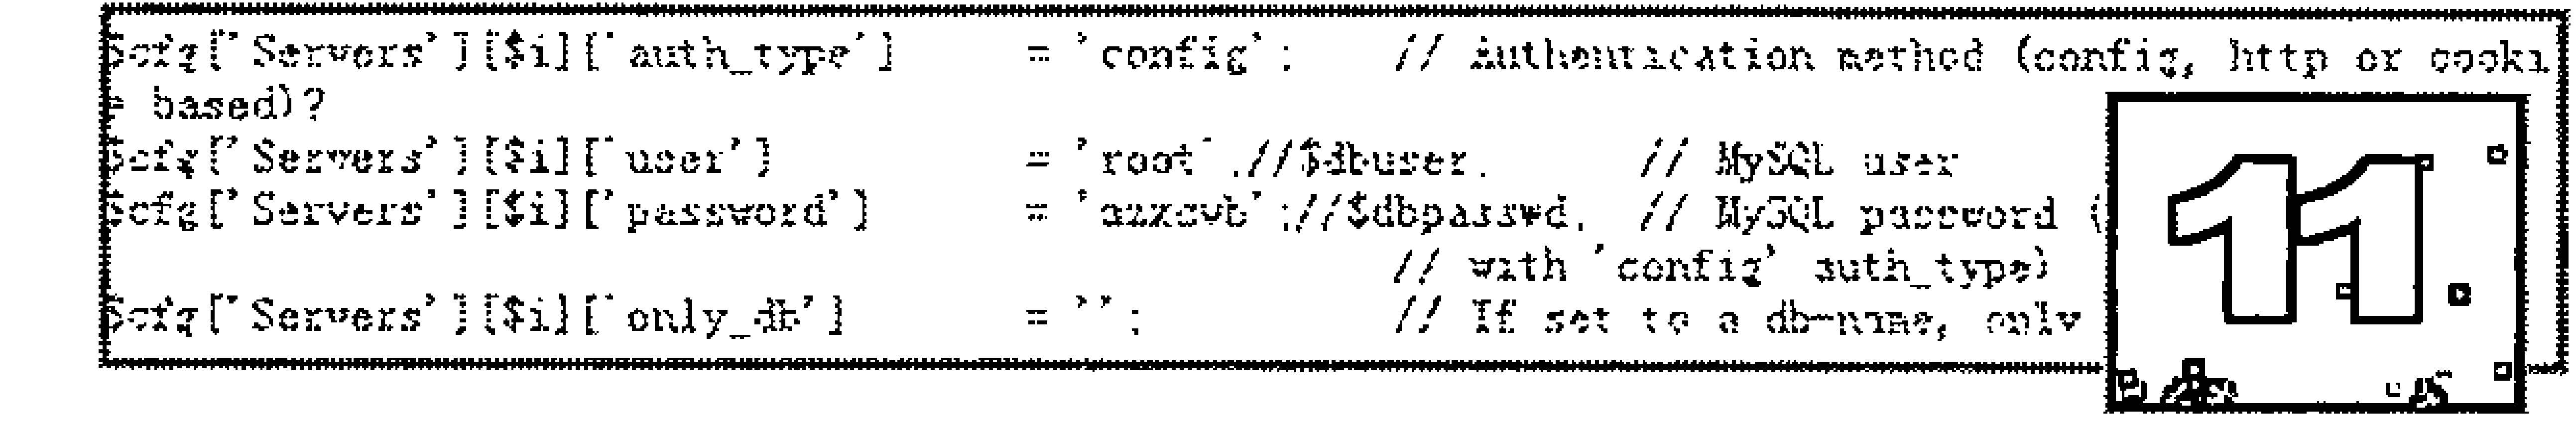 $cfg['Servers'][$i]['auth_type']     = 'config';    // Authentication method (config, http or cooki
e based)?
$cfg['Servers'][$i]['user']          = 'root';//$dbuser;      // MySQL user
$cfg['Servers'][$i]['password']      = ;//$dbpasswd;  // MySQL password (
// with 'config' auth_type)
$cfg['Servers'][$i]['only_db']       = '';          // If set to a db-name, only
11